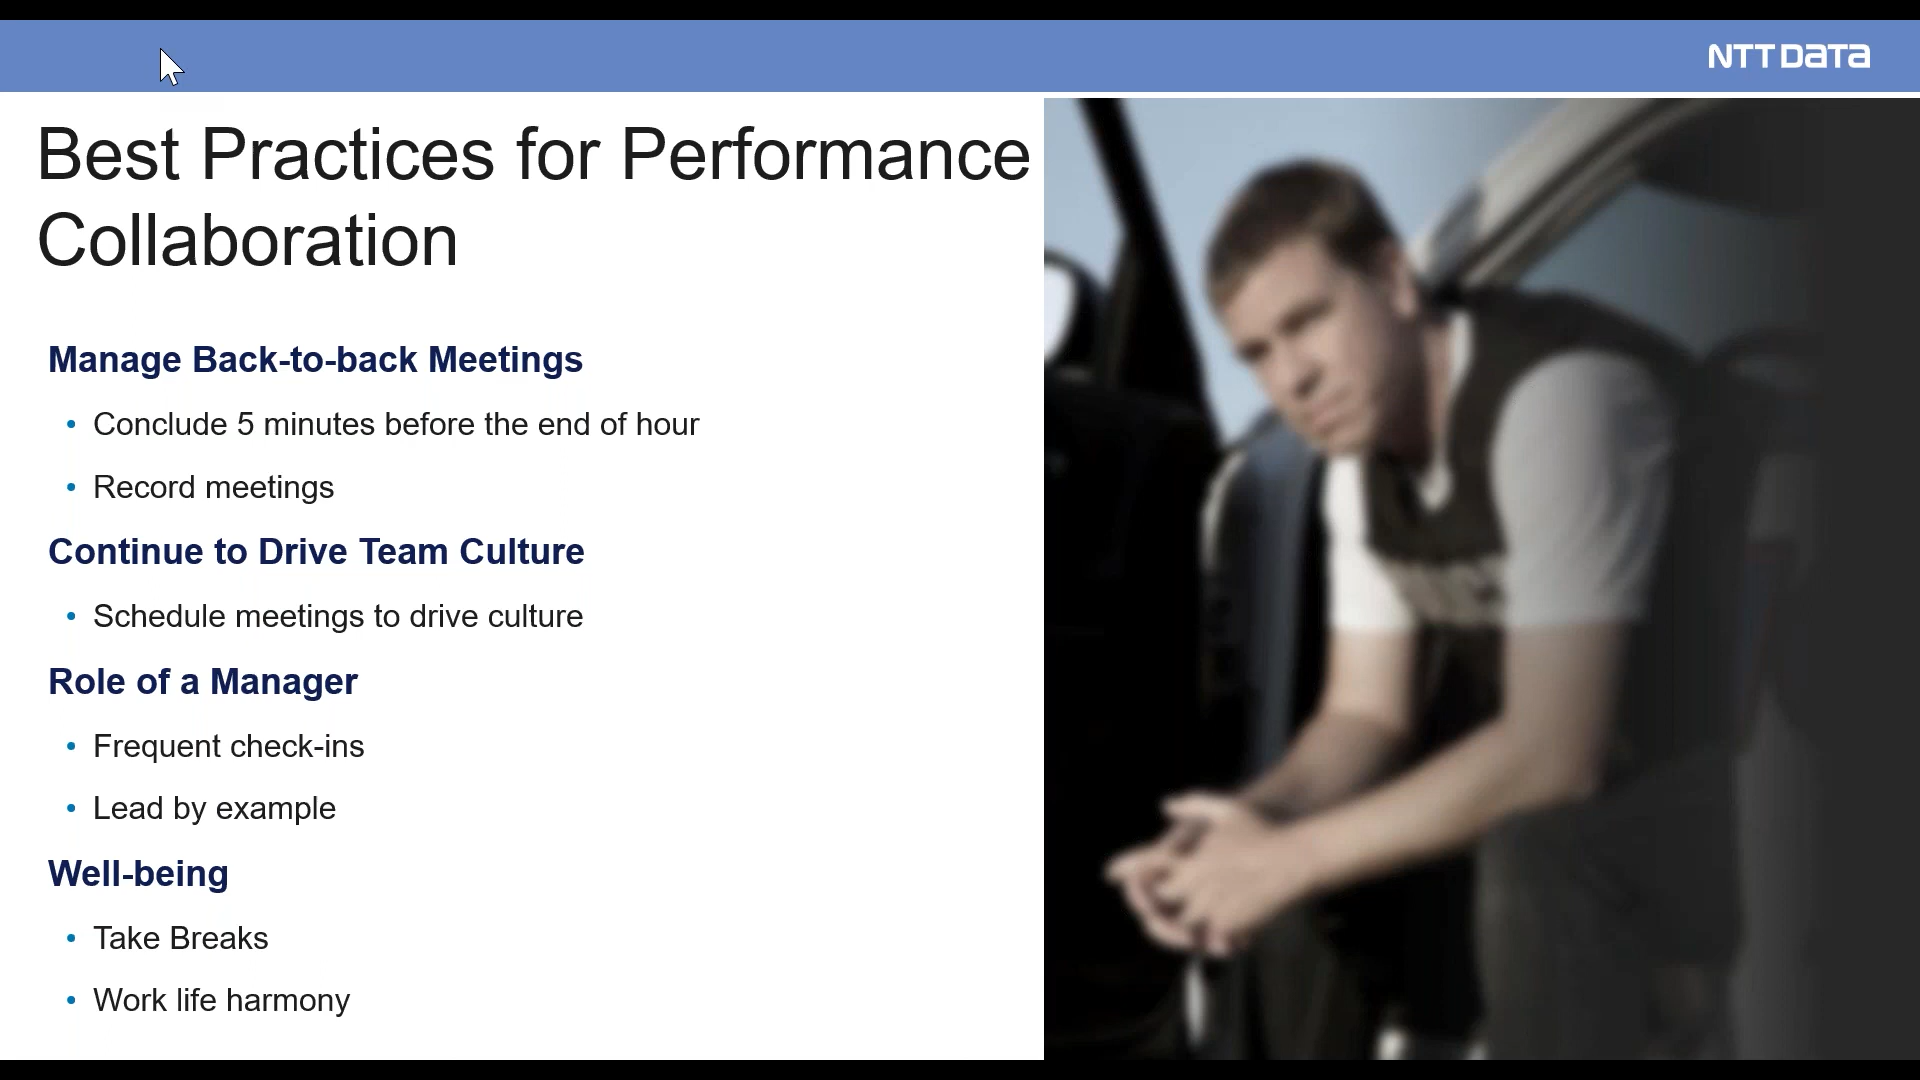 NTT DATA
Best Practices for Performance
Collaboration
Manage Back-to-back Meetings
• Conclude 5 minutes before the end of hour
• Record meetings
Continue to Drive Team Culture
• Schedule meetings to drive culture
Role of a Manager
• Frequent check-ins
• Lead by example
Well-being
• Take Breaks
• Work life harmony